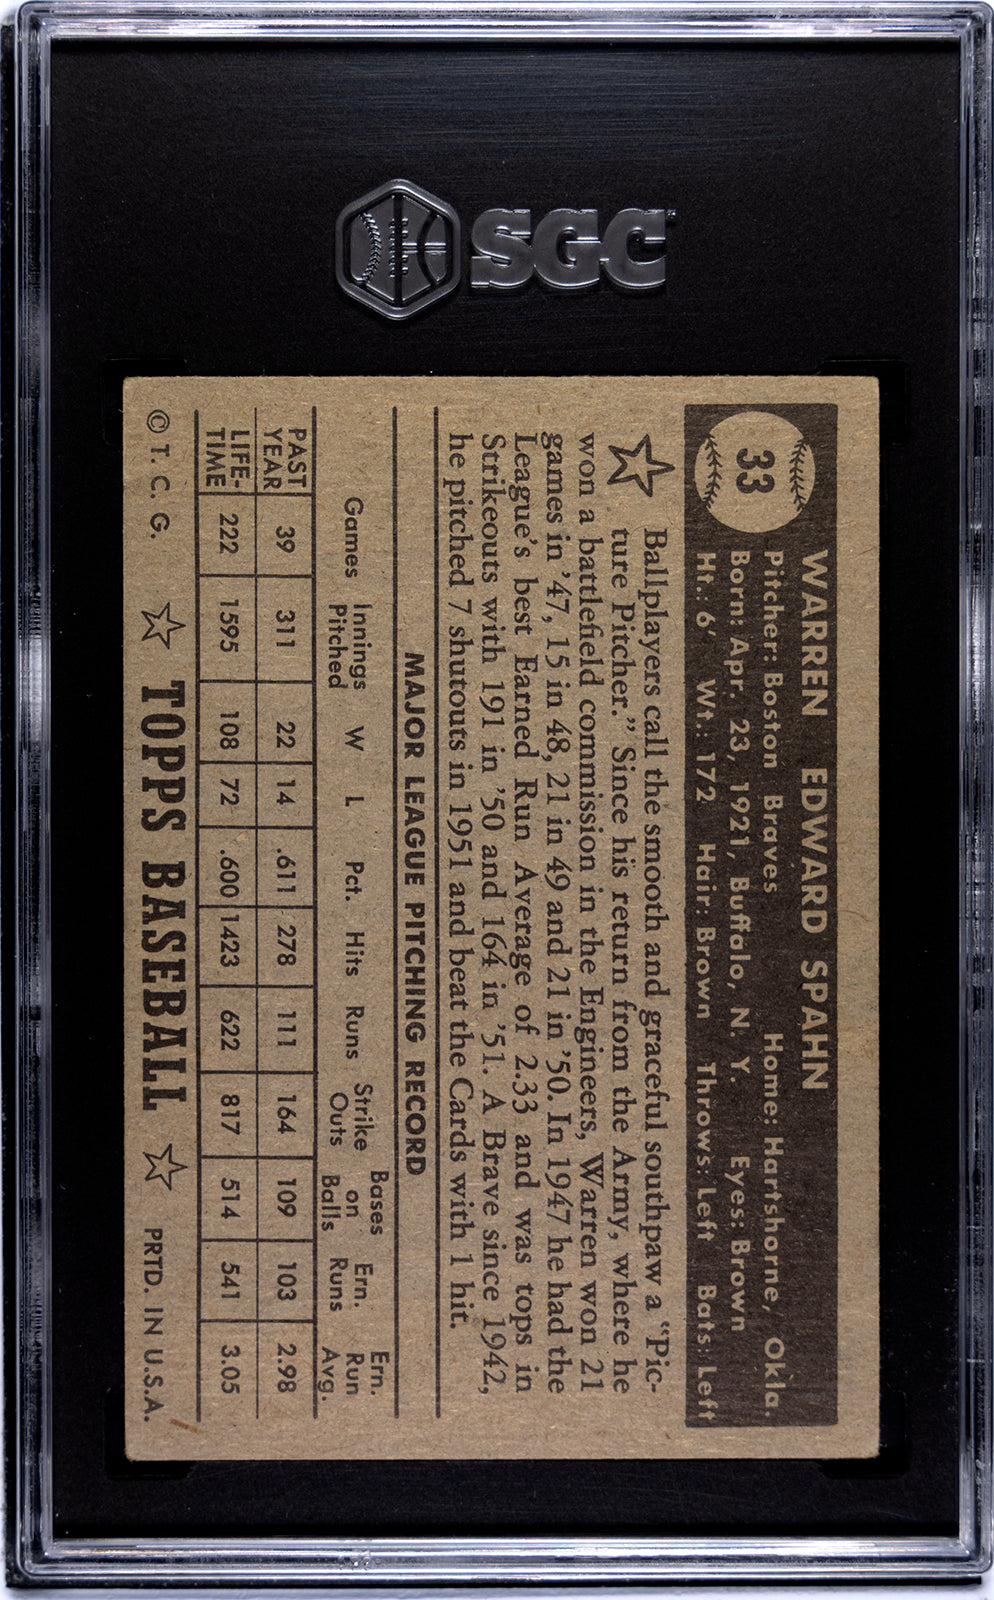 SGC
33
WARREN EDWARD SPAHN
Pitcher: Boston Braves Home: Hartshorne, Okla.
Born: Apr. 23, 1921, Buffalo, N. Y. Eyes: Brown
Ht.: 6' Wt.: 172 Hair: Brown Throws: Left Bats: Left
Ballplayers call the smooth and graceful southpaw a "Pic-
ture Pitcher." Since his return from the Army, where he
won a battlefield commission in the Engineers, Warren won 21
games in '47, 15 in 48, 21 in 49 and 21 in '50. In 1947 he had the
League's best Earned Run Average of 2.33 and was tops in
Strikeouts with 191 in '50 and 164 in '51. A Brave since 1942,
he pitched 7 shutouts in 1951 and beat the Cards with 1 hit.
MAJOR LEAGUE PITCHING RECORD
Games Innings Pitched W L Pct. Hits Runs Strike Outs Bases on Balls Ern. Runs Ern. Run Avg.
PAST YEAR 39 311 22 14 .611 278 111 164 109 103 2.98
LIFE-TIME 222 1595 108 72 .600 1423 622 817 514 541 3.05
© T. C. G. ☆ TOPPS BASEBALL ☆ PRTD. IN U.S.A.